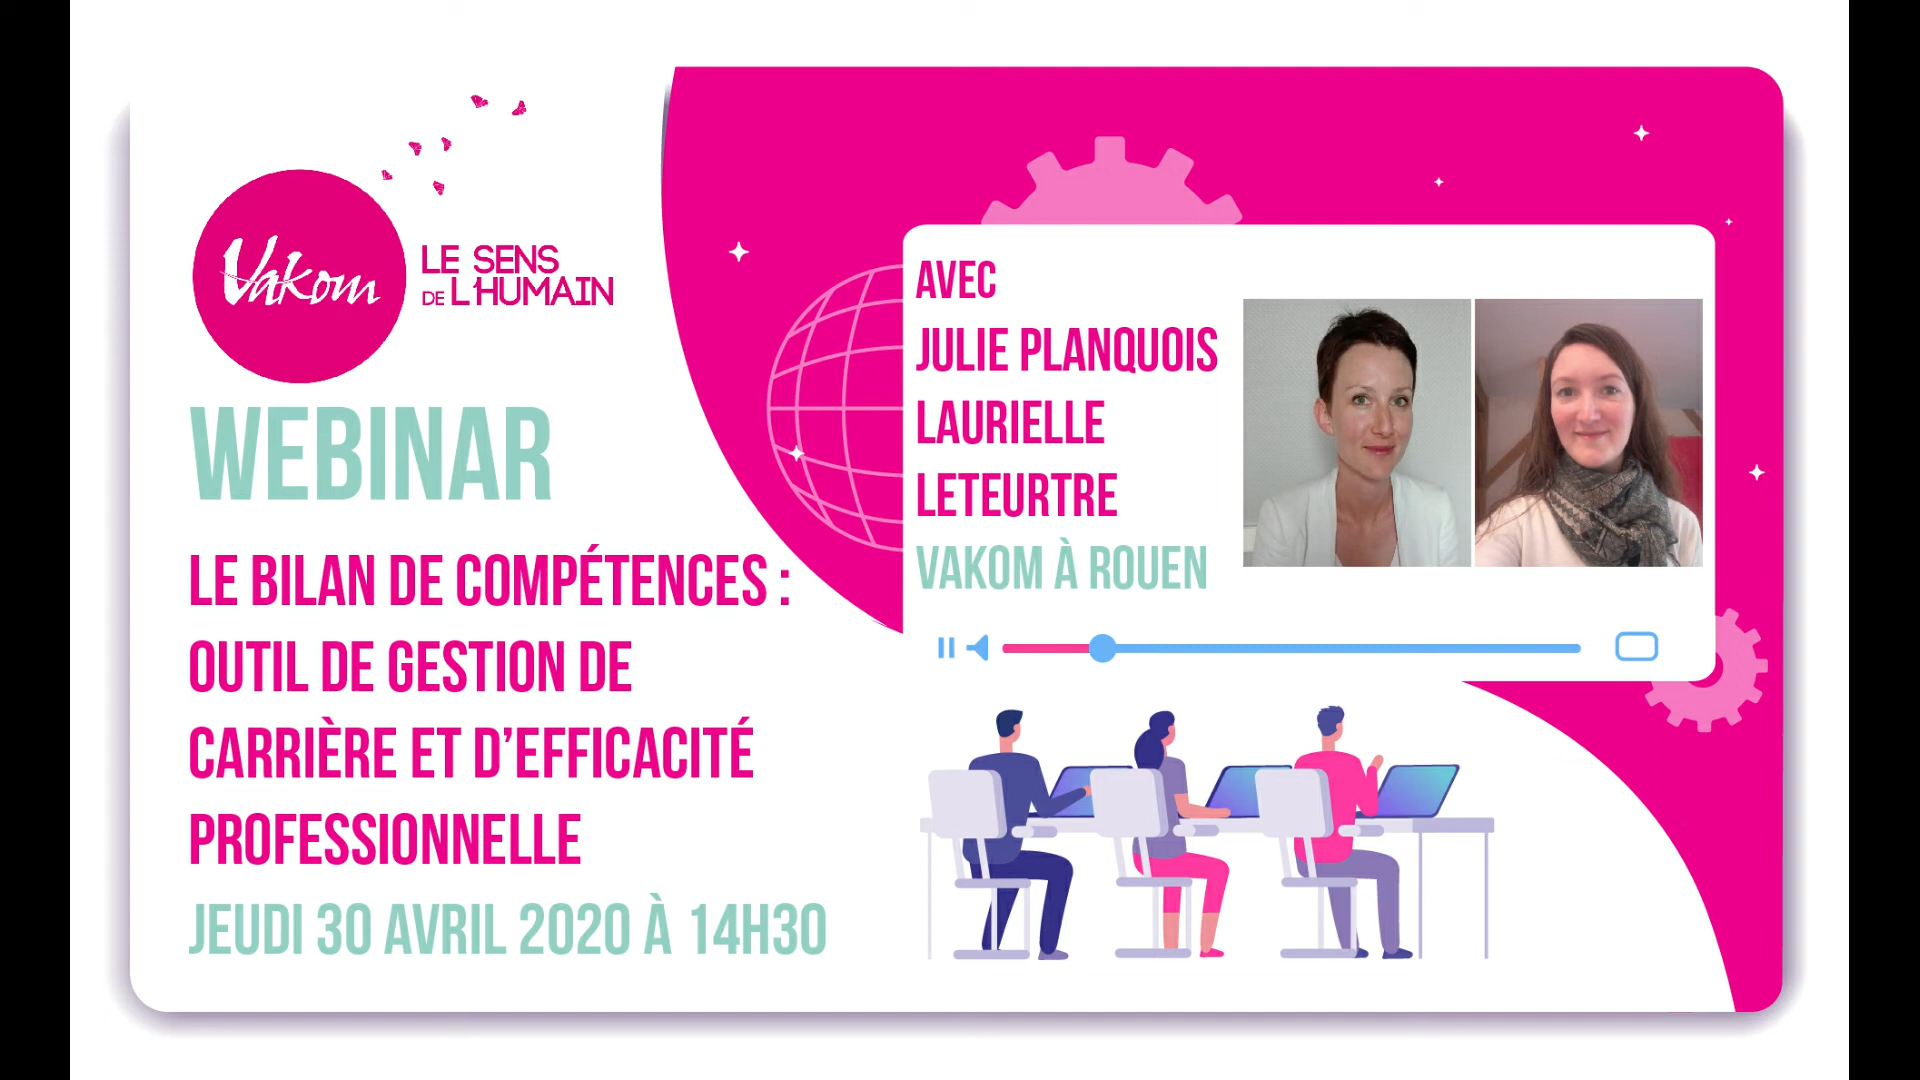 Vakom
LE SENS
DE L'HUMAIN
WEBINAR
LE BILAN DE COMPÉTENCES :
OUTIL DE GESTION DE
CARRIÈRE ET D'EFFICACITÉ
PROFESSIONNELLE
JEUDI 30 AVRIL 2020 À 14H30
AVEC
JULIE PLANQUOIS
LAURIELLE
LETEURTRE
VAKOM À ROUEN